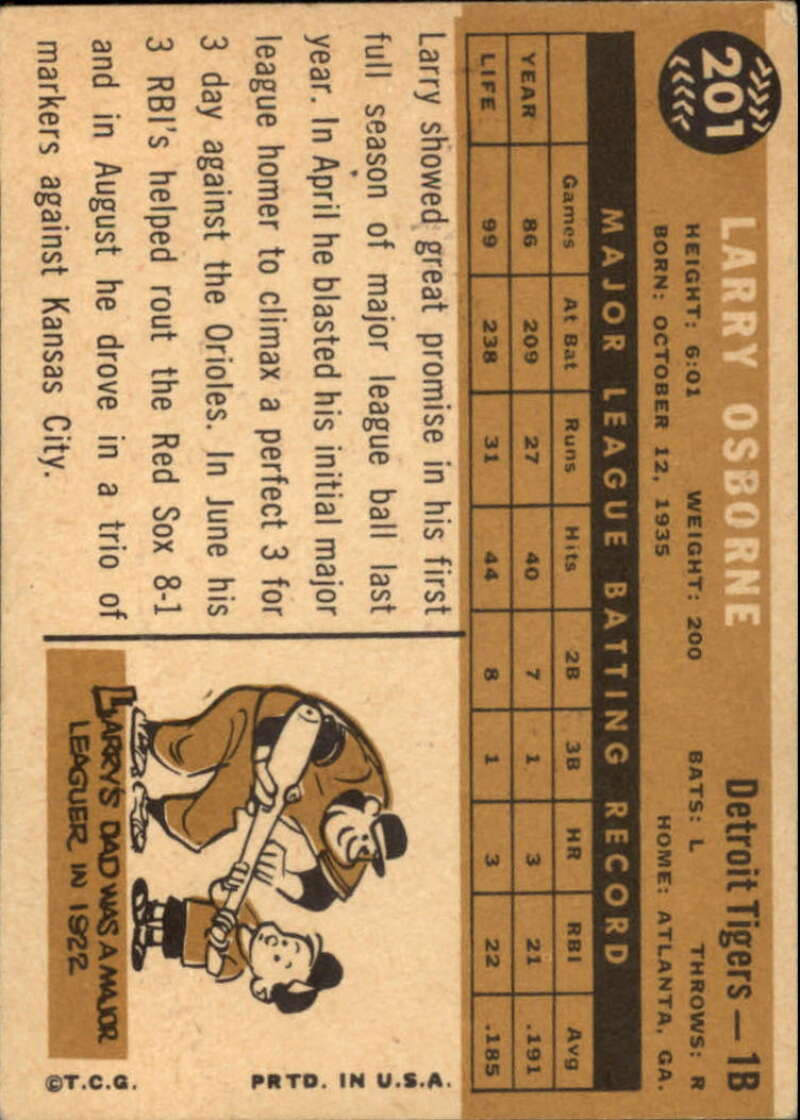 201
LARRY OSBORNE
Detroit Tigers—1B
HEIGHT: 6:01 WEIGHT: 200 BATS: L THROWS: R
BORN: OCTOBER 12, 1935 HOME: ATLANTA, GA.
MAJOR LEAGUE BATTING RECORD
Games At Bat Runs Hits 2B 3B HR RBI Avg
YEAR 86 209 27 40 7 1 3 21 .191
LIFE 99 238 31 44 8 1 3 22 .185
Larry showed great promise in his first
full season of major league ball last
year. In April he blasted his initial major
league homer to climax a perfect 3 for
3 day against the Orioles. In June his
3 RBI's helped rout the Red Sox 8-1
and in August he drove in a trio of
markers against Kansas City.
LARRY'S DAD WAS A MAJOR
LEAGUER IN 1922
©T.C.G. PRTD. IN U.S.A.